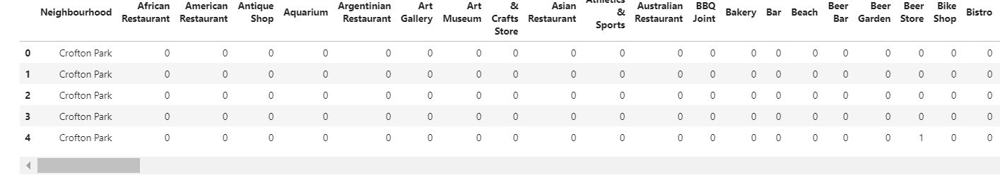 Neighbourhood African Restaurant American Restaurant Antique Shop Aquarium Argentinian Restaurant Art Gallery Art Museum & Crafts Store Asian Restaurant Athletics & Sports Australian Restaurant BBQ Joint Bakery Bar Beach Beer Bar Beer Garden Beer Store Bike Shop Bistro
0 Crofton Park 0 0 0 0 0 0 0 0 0 0 0 0 0 0 0 0 0 0 0 0
1 Crofton Park 0 0 0 0 0 0 0 0 0 0 0 0 0 0 0 0 0 0 0 0
2 Crofton Park 0 0 0 0 0 0 0 0 0 0 0 0 0 0 0 0 0 0 0 0
3 Crofton Park 0 0 0 0 0 0 0 0 0 0 0 0 0 0 0 0 0 0 0 0
4 Crofton Park 0 0 0 0 0 0 0 0 0 0 0 0 0 0 0 0 0 1 0 0